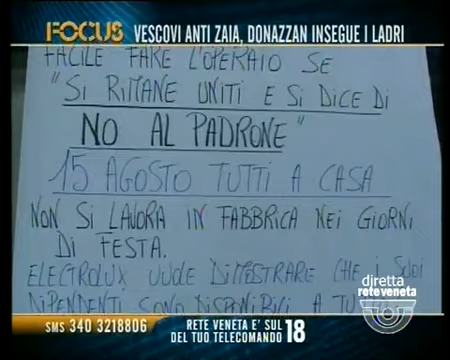 FOCUS
VESCOVI ANTI ZAIA, DONAZZAN INSEGUE I LADRI
FACILE FARE L'OPERAIO SE
"SI RIMANE UNITI E SI DICE DI
NO AL PADRONE"
15 AGOSTO TUTTI A CASA
NON SI LAVORA IN FABBRICA NEI GIORNI
DI FESTA.
ELECTROLUX VUOLE DIMOSTRARE CHE I SUOI
DIPENDENTI SONO DISPONIBILI A
diretta
reteveneta
SMS 340 3218806
RETE VENETA E' SUL
DEL TUO TELECOMANDO 18